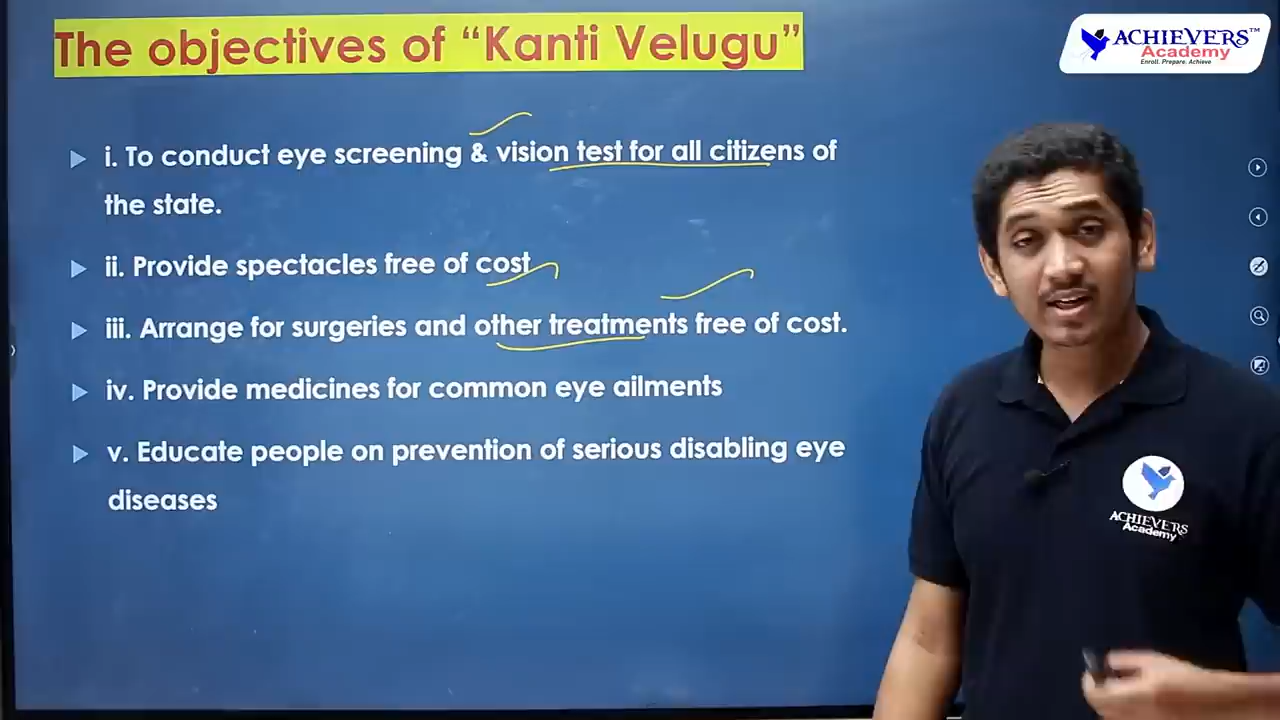 The objectives of “Kanti Velugu”
ACHIEVERS™
Academy
Enroll. Prepare. Achieve
i. To conduct eye screening & vision test for all citizens of
the state.
ii. Provide spectacles free of cost
iii. Arrange for surgeries and other treatments free of cost.
iv. Provide medicines for common eye ailments
v. Educate people on prevention of serious disabling eye
diseases
ACHIEVERS
Academy